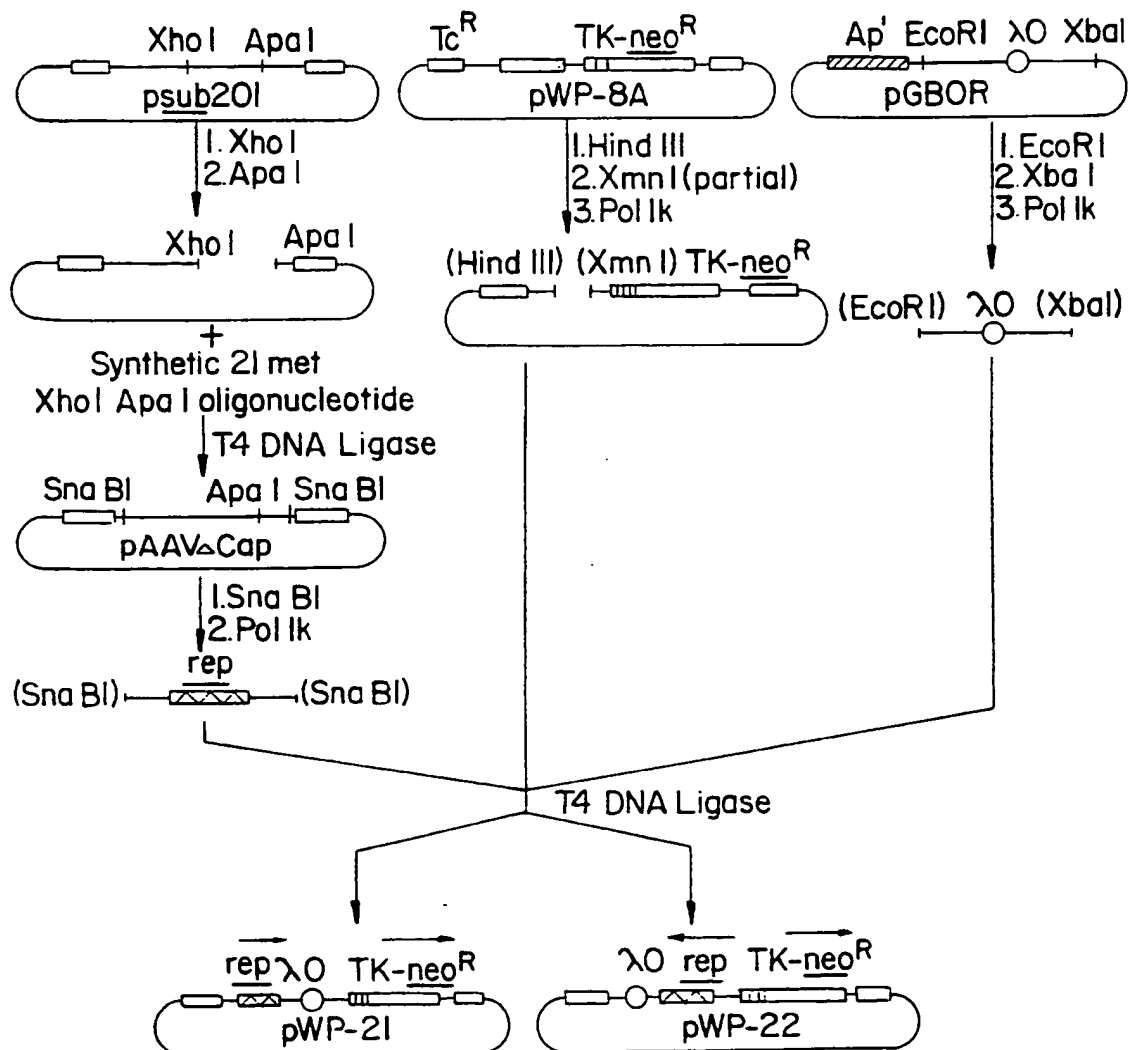 Xho I ApaI
psub201
1. Xho I
2. Apa I
Xho I
Apa I
+
Synthetic 21 met
Xho I Apa I oligonucleotide
T4 DNA Ligase
Sna BI Apa I Sna BI
pAAV△Cap
1. Sna BI
2. Pol Ik
rep
(Sna BI) (Sna BI)
Tc^R TK-neo^R
pWP-8A
1. Hind III
2. Xmn I (partial)
3. Pol Ik
(Hind III) (Xmn I) TK-neo^R
Ap' EcoRI λO XbaI
pGBOR
1. EcoRI
2. Xba I
3. Pol Ik
(EcoRI) λO (XbaI)
T4 DNA Ligase
rep λO TK-neo^R
pWP-21
λO rep TK-neo^R
pWP-22